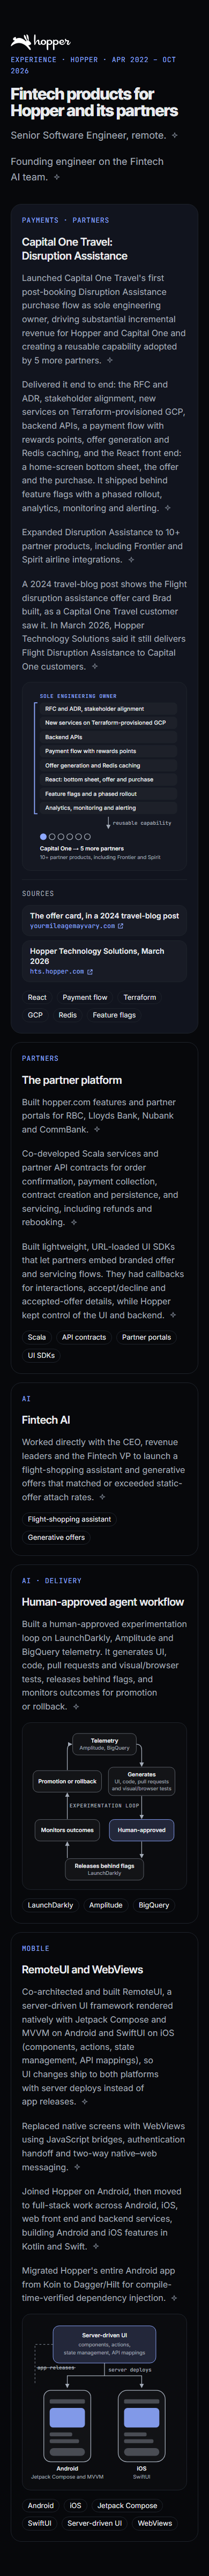 hopper
EXPERIENCE · HOPPER · APR 2022 – OCT
2026
Fintech products for
Hopper and its partners
Senior Software Engineer, remote.
Founding engineer on the Fintech
AI team.
PAYMENTS · PARTNERS
Capital One Travel:
Disruption Assistance
Launched Capital One Travel's first
post-booking Disruption Assistance
purchase flow as sole engineering
owner, driving substantial incremental
revenue for Hopper and Capital One and
creating a reusable capability adopted
by 5 more partners.
Delivered it end to end: the RFC and
ADR, stakeholder alignment, new
services on Terraform-provisioned GCP,
backend APIs, a payment flow with
rewards points, offer generation and
Redis caching, and the React front end:
a home-screen bottom sheet, the offer
and the purchase. It shipped behind
feature flags with a phased rollout,
analytics, monitoring and alerting.
Expanded Disruption Assistance to 10+
partner products, including Frontier and
Spirit airline integrations.
A 2024 travel-blog post shows the Flight
disruption assistance offer card Brad
built, as a Capital One Travel customer
saw it. In March 2026, Hopper
Technology Solutions said it still delivers
Flight Disruption Assistance to Capital
One customers.
SOLE ENGINEERING OWNER
RFC and ADR, stakeholder alignment
New services on Terraform-provisioned GCP
Backend APIs
Payment flow with rewards points
Offer generation and Redis caching
React: bottom sheet, offer and purchase
Feature flags and a phased rollout
Analytics, monitoring and alerting
reusable capability
Capital One → 5 more partners
10+ partner products, including Frontier and Spirit
SOURCES
The offer card, in a 2024 travel-blog post
yourmileagemayvary.com
Hopper Technology Solutions, March
2026
hts.hopper.com
React Payment flow Terraform
GCP Redis Feature flags
PARTNERS
The partner platform
Built hopper.com features and partner
portals for RBC, Lloyds Bank, Nubank
and CommBank.
Co-developed Scala services and
partner API contracts for order
confirmation, payment collection,
contract creation and persistence, and
servicing, including refunds and
rebooking.
Built lightweight, URL-loaded UI SDKs
that let partners embed branded offer
and servicing flows. They had callbacks
for interactions, accept/decline and
accepted-offer details, while Hopper
kept control of the UI and backend.
Scala API contracts Partner portals
UI SDKs
AI
Fintech AI
Worked directly with the CEO, revenue
leaders and the Fintech VP to launch a
flight-shopping assistant and generative
offers that matched or exceeded static-
offer attach rates.
Flight-shopping assistant
Generative offers
AI · DELIVERY
Human-approved agent workflow
Built a human-approved experimentation
loop on LaunchDarkly, Amplitude and
BigQuery telemetry. It generates UI,
code, pull requests and visual/browser
tests, releases behind flags, and
monitors outcomes for promotion
or rollback.
Telemetry
Amplitude, BigQuery
Promotion or rollback
Generates
UI, code, pull requests
and visual/browser tests
EXPERIMENTATION LOOP
Monitors outcomes
Human-approved
Releases behind flags
LaunchDarkly
LaunchDarkly Amplitude BigQuery
MOBILE
RemoteUI and WebViews
Co-architected and built RemoteUI, a
server-driven UI framework rendered
natively with Jetpack Compose and
MVVM on Android and SwiftUI on iOS
(components, actions, state
management, API mappings), so
UI changes ship to both platforms
with server deploys instead of
app releases.
Replaced native screens with WebViews
using JavaScript bridges, authentication
handoff and two-way native–web
messaging.
Joined Hopper on Android, then moved
to full-stack work across Android, iOS,
web front end and backend services,
building Android and iOS features in
Kotlin and Swift.
Migrated Hopper's entire Android app
from Koin to Dagger/Hilt for compile-
time-verified dependency injection.
Server-driven UI
components, actions,
state management, API mappings
app releases
server deploys
Android
Jetpack Compose and MVVM
iOS
SwiftUI
Android iOS Jetpack Compose
SwiftUI Server-driven UI WebViews